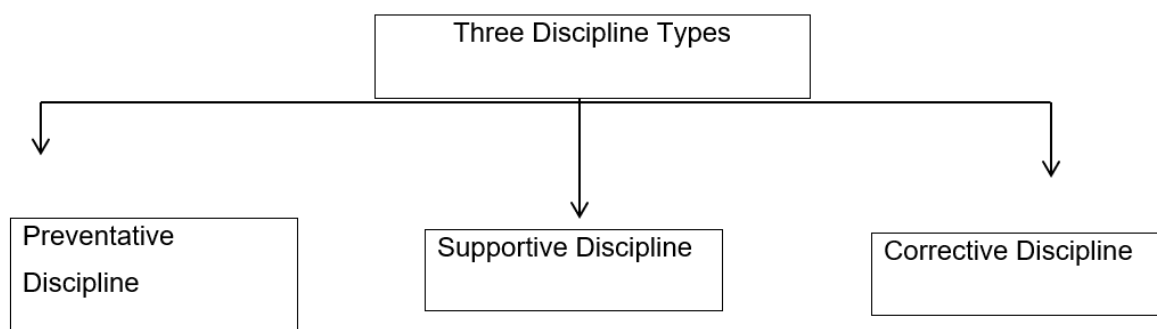 Three Discipline Types
Preventative
Discipline
Supportive Discipline
Corrective Discipline